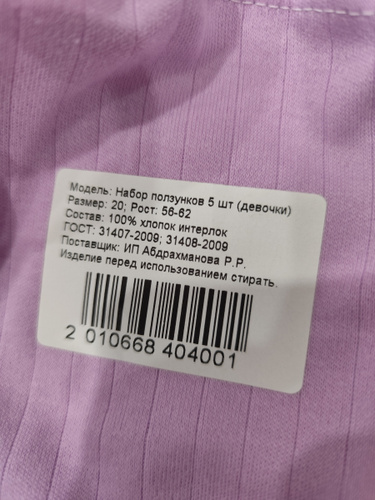 Модель: Набор ползунков 5 шт (девочки)
Размер: 20; Рост: 56-62
Состав: 100% хлопок интерлок
ГОСТ: 31407-2009; 31408-2009
Поставщик: ИП Абдрахманова Р.Р.
Изделие перед использованием стирать.
2 010668 404001